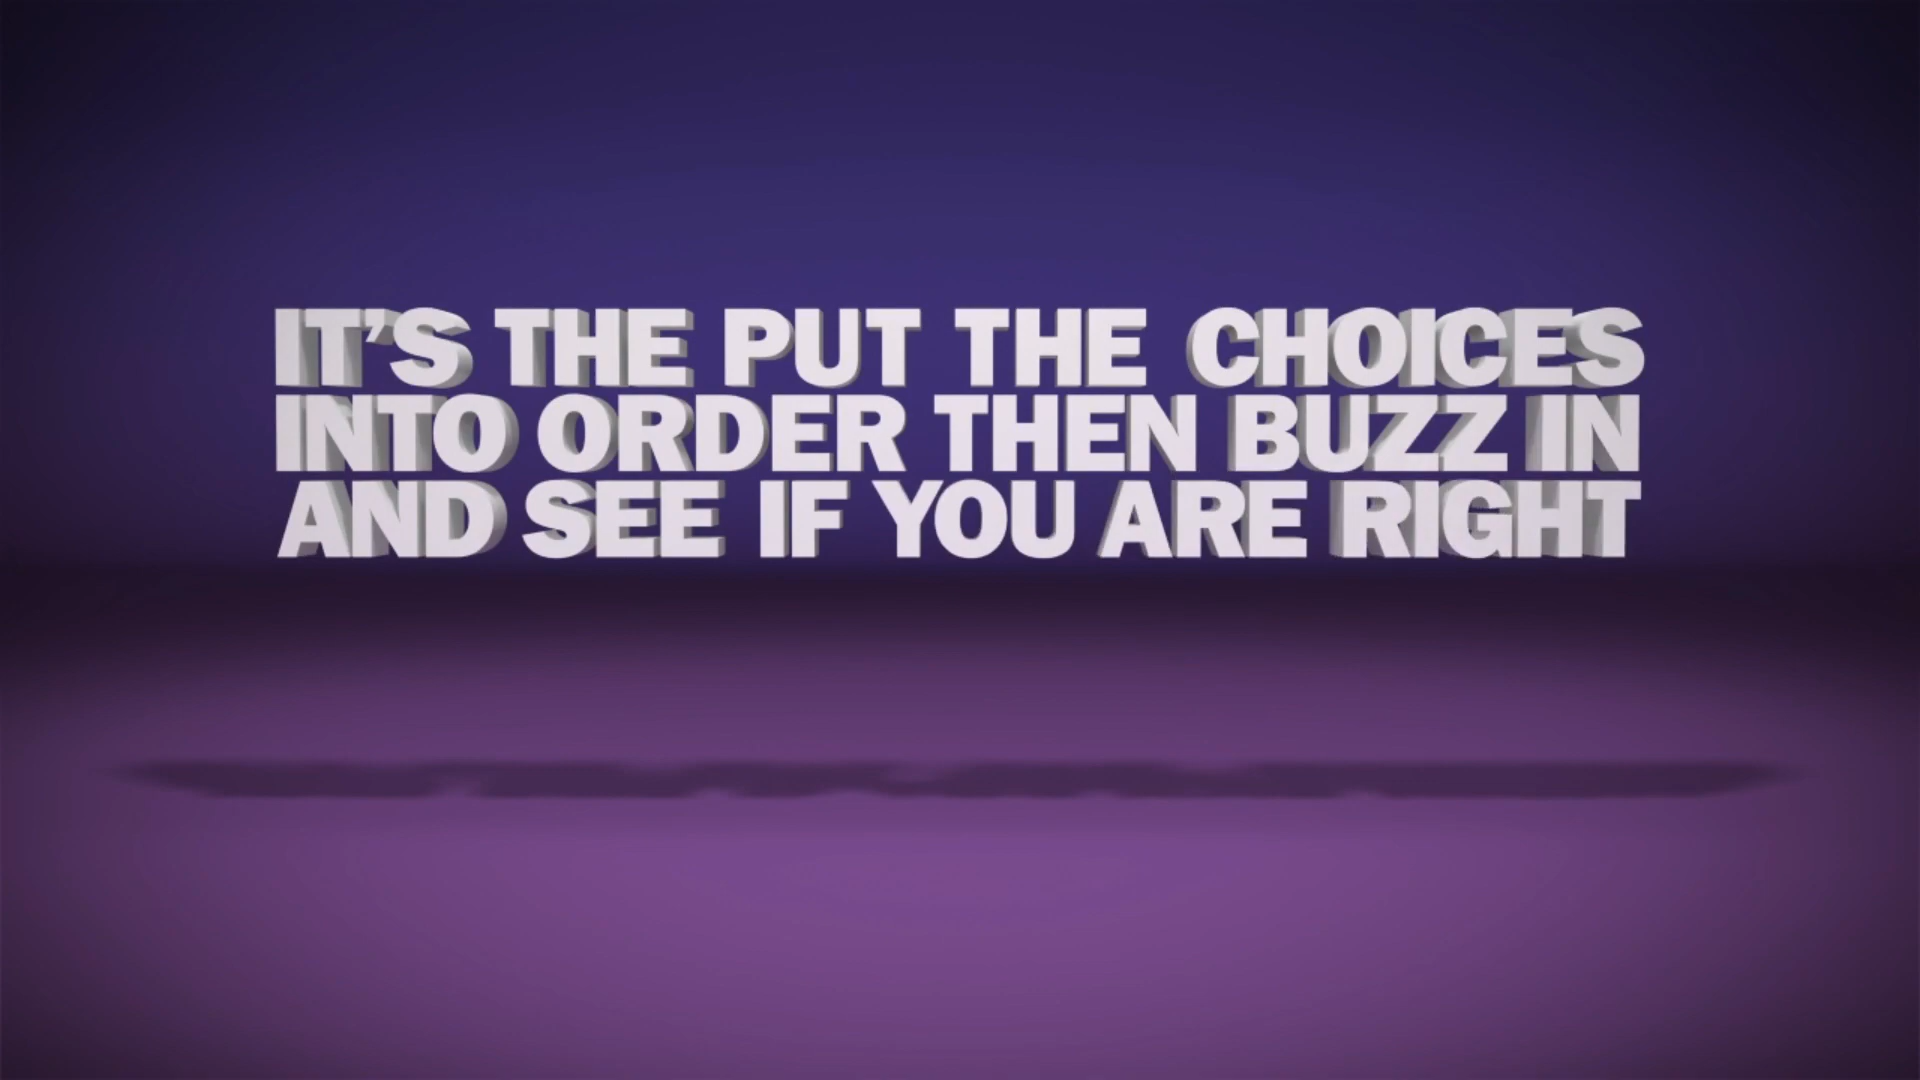 IT'S THE PUT THE CHOICES
INTO ORDER THEN BUZZ IN
AND SEE IF YOU ARE RIGHT